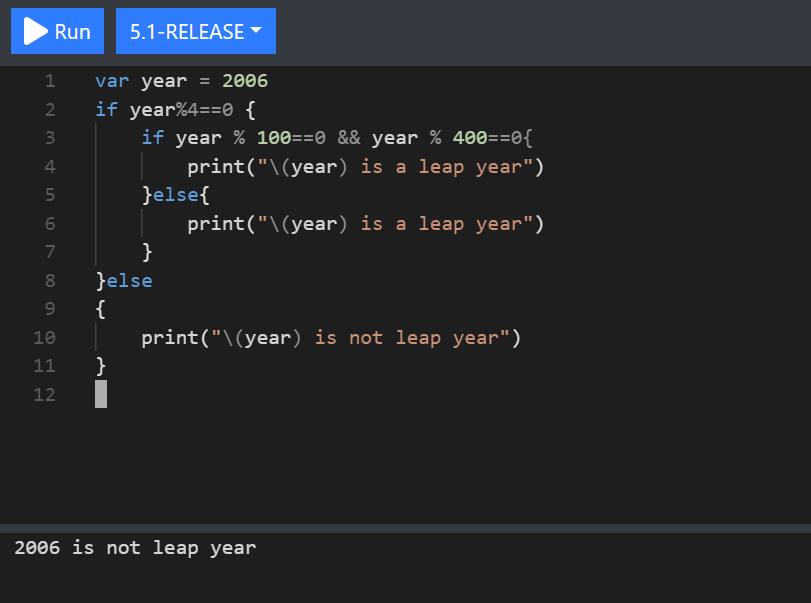 Run 5.1-RELEASE
1 var year = 2006
2 if year%4==0 {
3 if year % 100==0 && year % 400==0{
4 print("\(year) is a leap year")
5 }else{
6 print("\(year) is a leap year")
7 }
8 }else
9 {
10 print("\(year) is not leap year")
11 }
12
2006 is not leap year